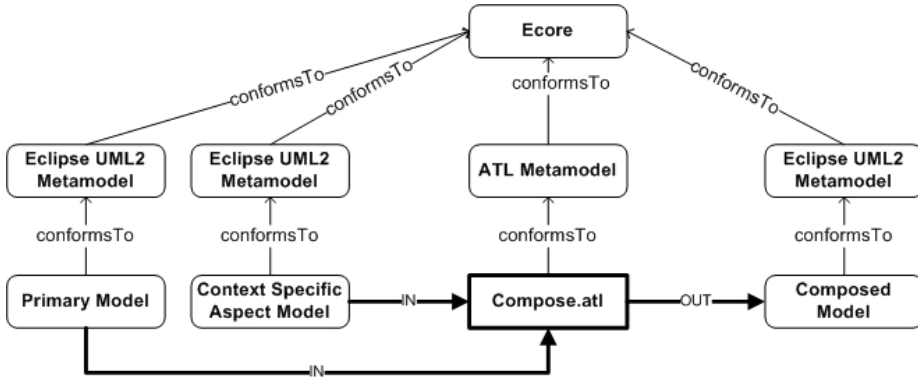 Ecore
conformsTo
conformsTo
conformsTo
conformsTo
Eclipse UML2
Metamodel
Eclipse UML2
Metamodel
ATL Metamodel
Eclipse UML2
Metamodel
conformsTo
conformsTo
conformsTo
conformsTo
Primary Model
Context Specific
Aspect Model
IN
Compose.atl
OUT
Composed
Model
IN